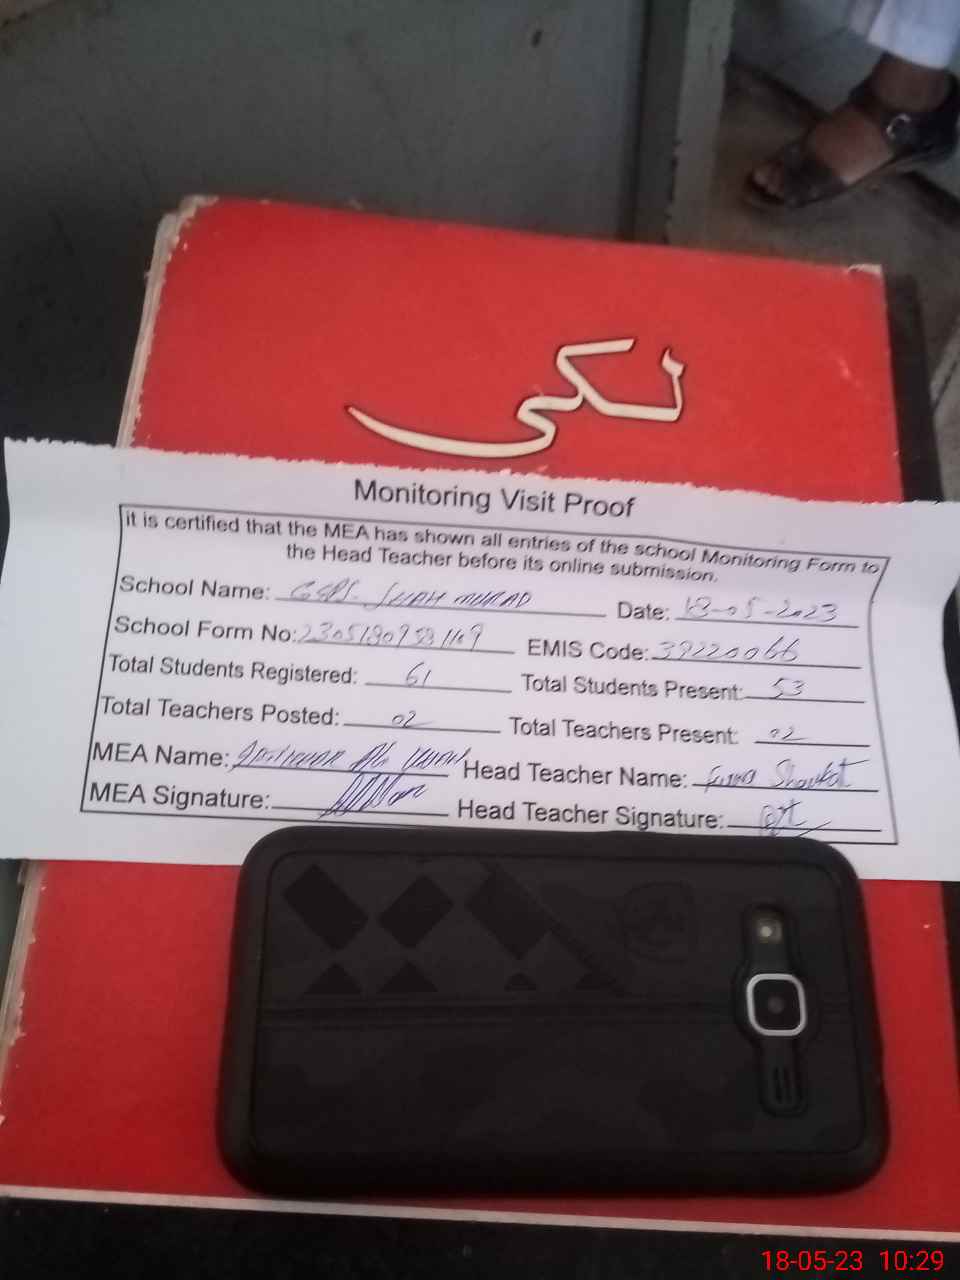 لکی
Monitoring Visit Proof
it is certified that the MEA has shown all entries of the school Monitoring Form to
the Head Teacher before its online submission.
School Name: MURAD Date: 18-05-2023
School Form No: EMIS Code: 39220066
Total Students Registered: 61 Total Students Present: 53
Total Teachers Posted: 02 Total Teachers Present: 02
MEA Name: Head Teacher Name: Shaukat
MEA Signature: Head Teacher Signature:
18-05-23 10:29